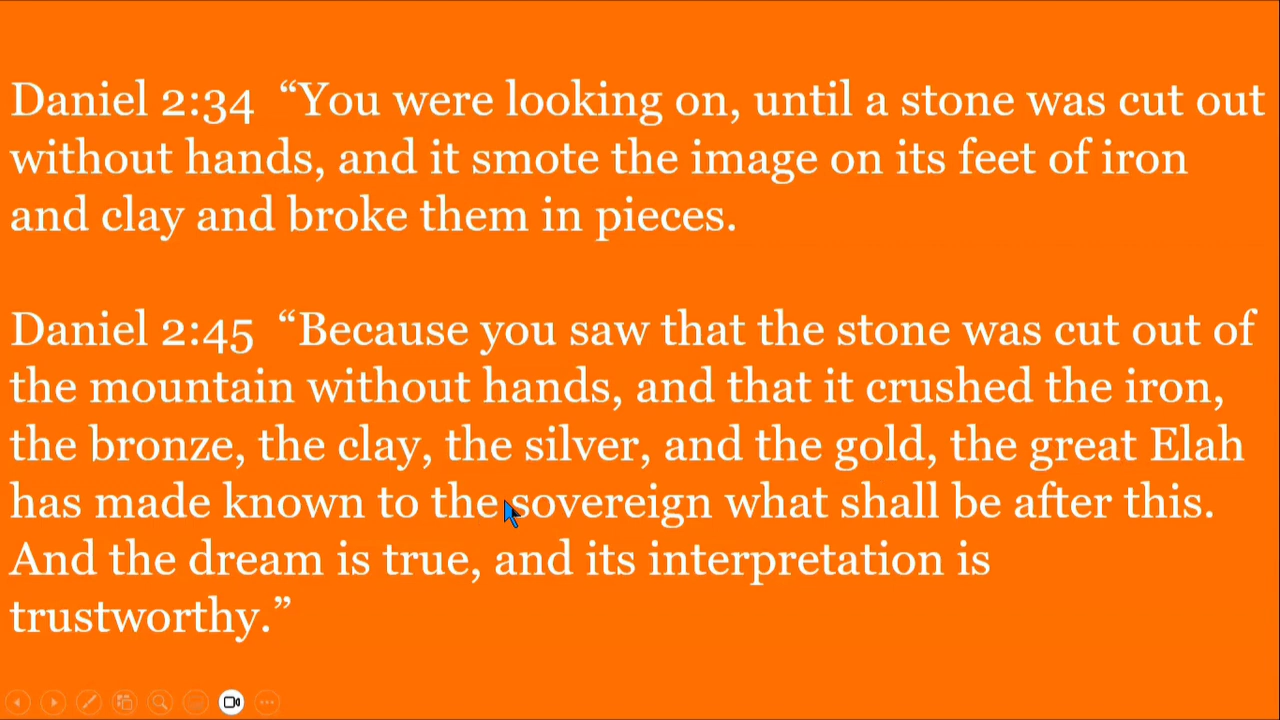 Daniel 2:34  “You were looking on, until a stone was cut out
without hands, and it smote the image on its feet of iron
and clay and broke them in pieces.
Daniel 2:45  “Because you saw that the stone was cut out of
the mountain without hands, and that it crushed the iron,
the bronze, the clay, the silver, and the gold, the great Elah
has made known to the sovereign what shall be after this.
And the dream is true, and its interpretation is
trustworthy.”